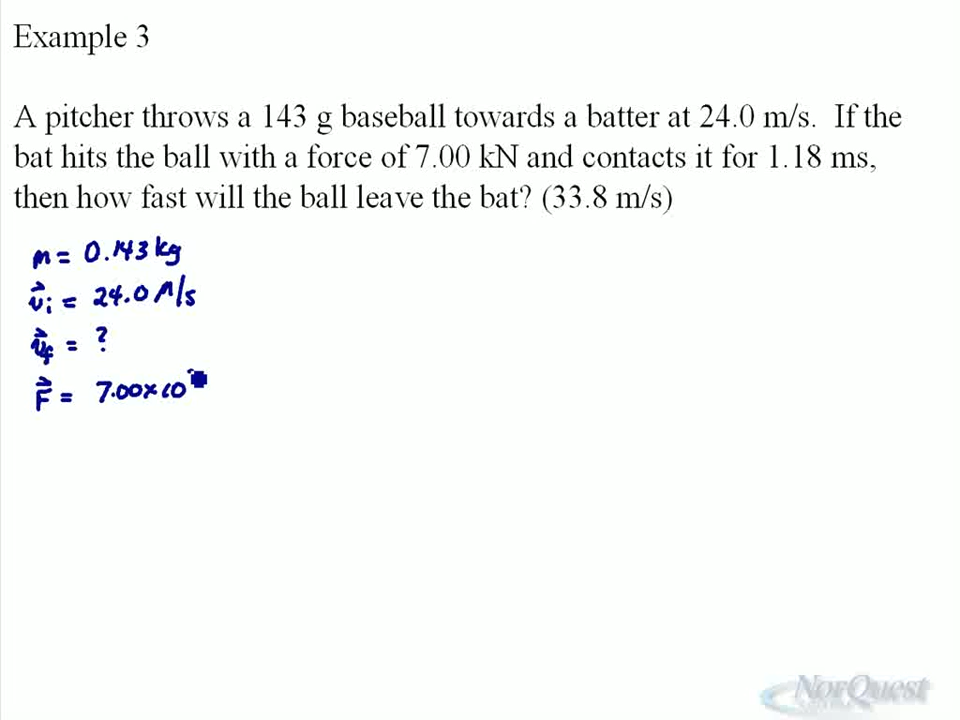 Example 3
A pitcher throws a 143 g baseball towards a batter at 24.0 m/s. If the
bat hits the ball with a force of 7.00 kN and contacts it for 1.18 ms,
then how fast will the ball leave the bat? (33.8 m/s)
m = 0.143 kg
v⃗i = 24.0 m/s
v⃗f = ?
F⃗ = 7.00×10
NorQuest